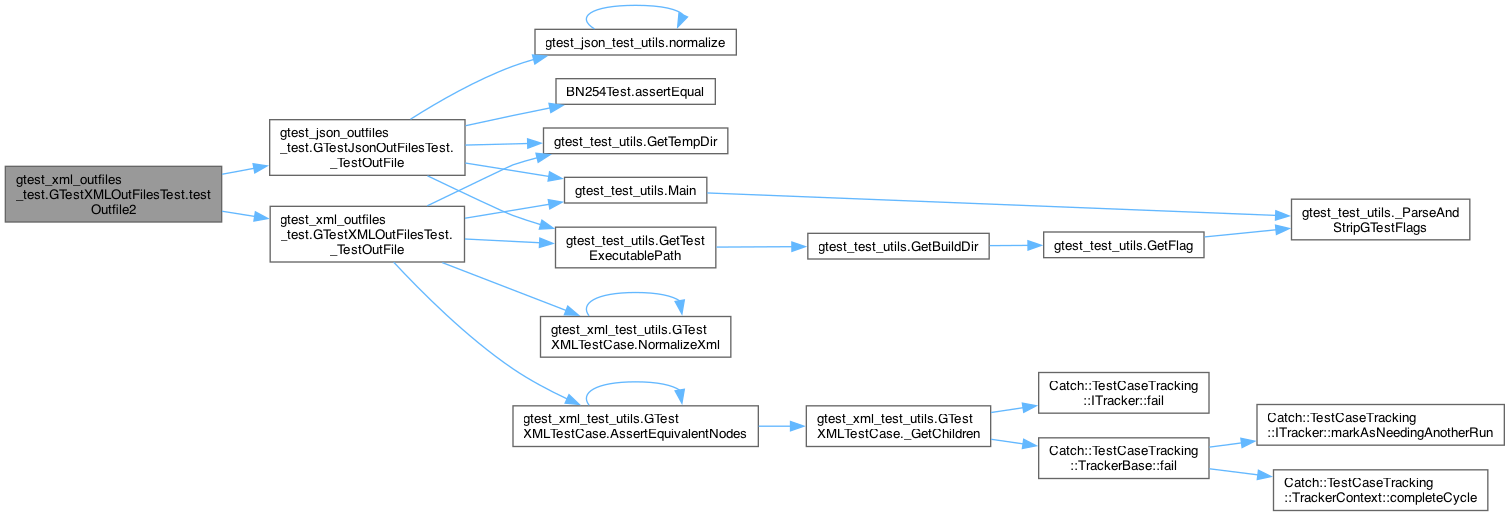 gtest_xml_outfiles
_test.GTestXMLOutFilesTest.test
Outfile2
gtest_json_outfiles
_test.GTestJsonOutFilesTest.
_TestOutFile
gtest_xml_outfiles
_test.GTestXMLOutFilesTest.
_TestOutFile
gtest_json_test_utils.normalize
BN254Test.assertEqual
gtest_test_utils.GetTempDir
gtest_test_utils.Main
gtest_test_utils.GetTest
ExecutablePath
gtest_xml_test_utils.GTest
XMLTestCase.NormalizeXml
gtest_xml_test_utils.GTest
XMLTestCase.AssertEquivalentNodes
gtest_test_utils.GetBuildDir
gtest_xml_test_utils.GTest
XMLTestCase._GetChildren
gtest_test_utils.GetFlag
Catch::TestCaseTracking
::ITracker::fail
Catch::TestCaseTracking
::TrackerBase::fail
gtest_test_utils._ParseAnd
StripGTestFlags
Catch::TestCaseTracking
::ITracker::markAsNeedingAnotherRun
Catch::TestCaseTracking
::TrackerContext::completeCycle